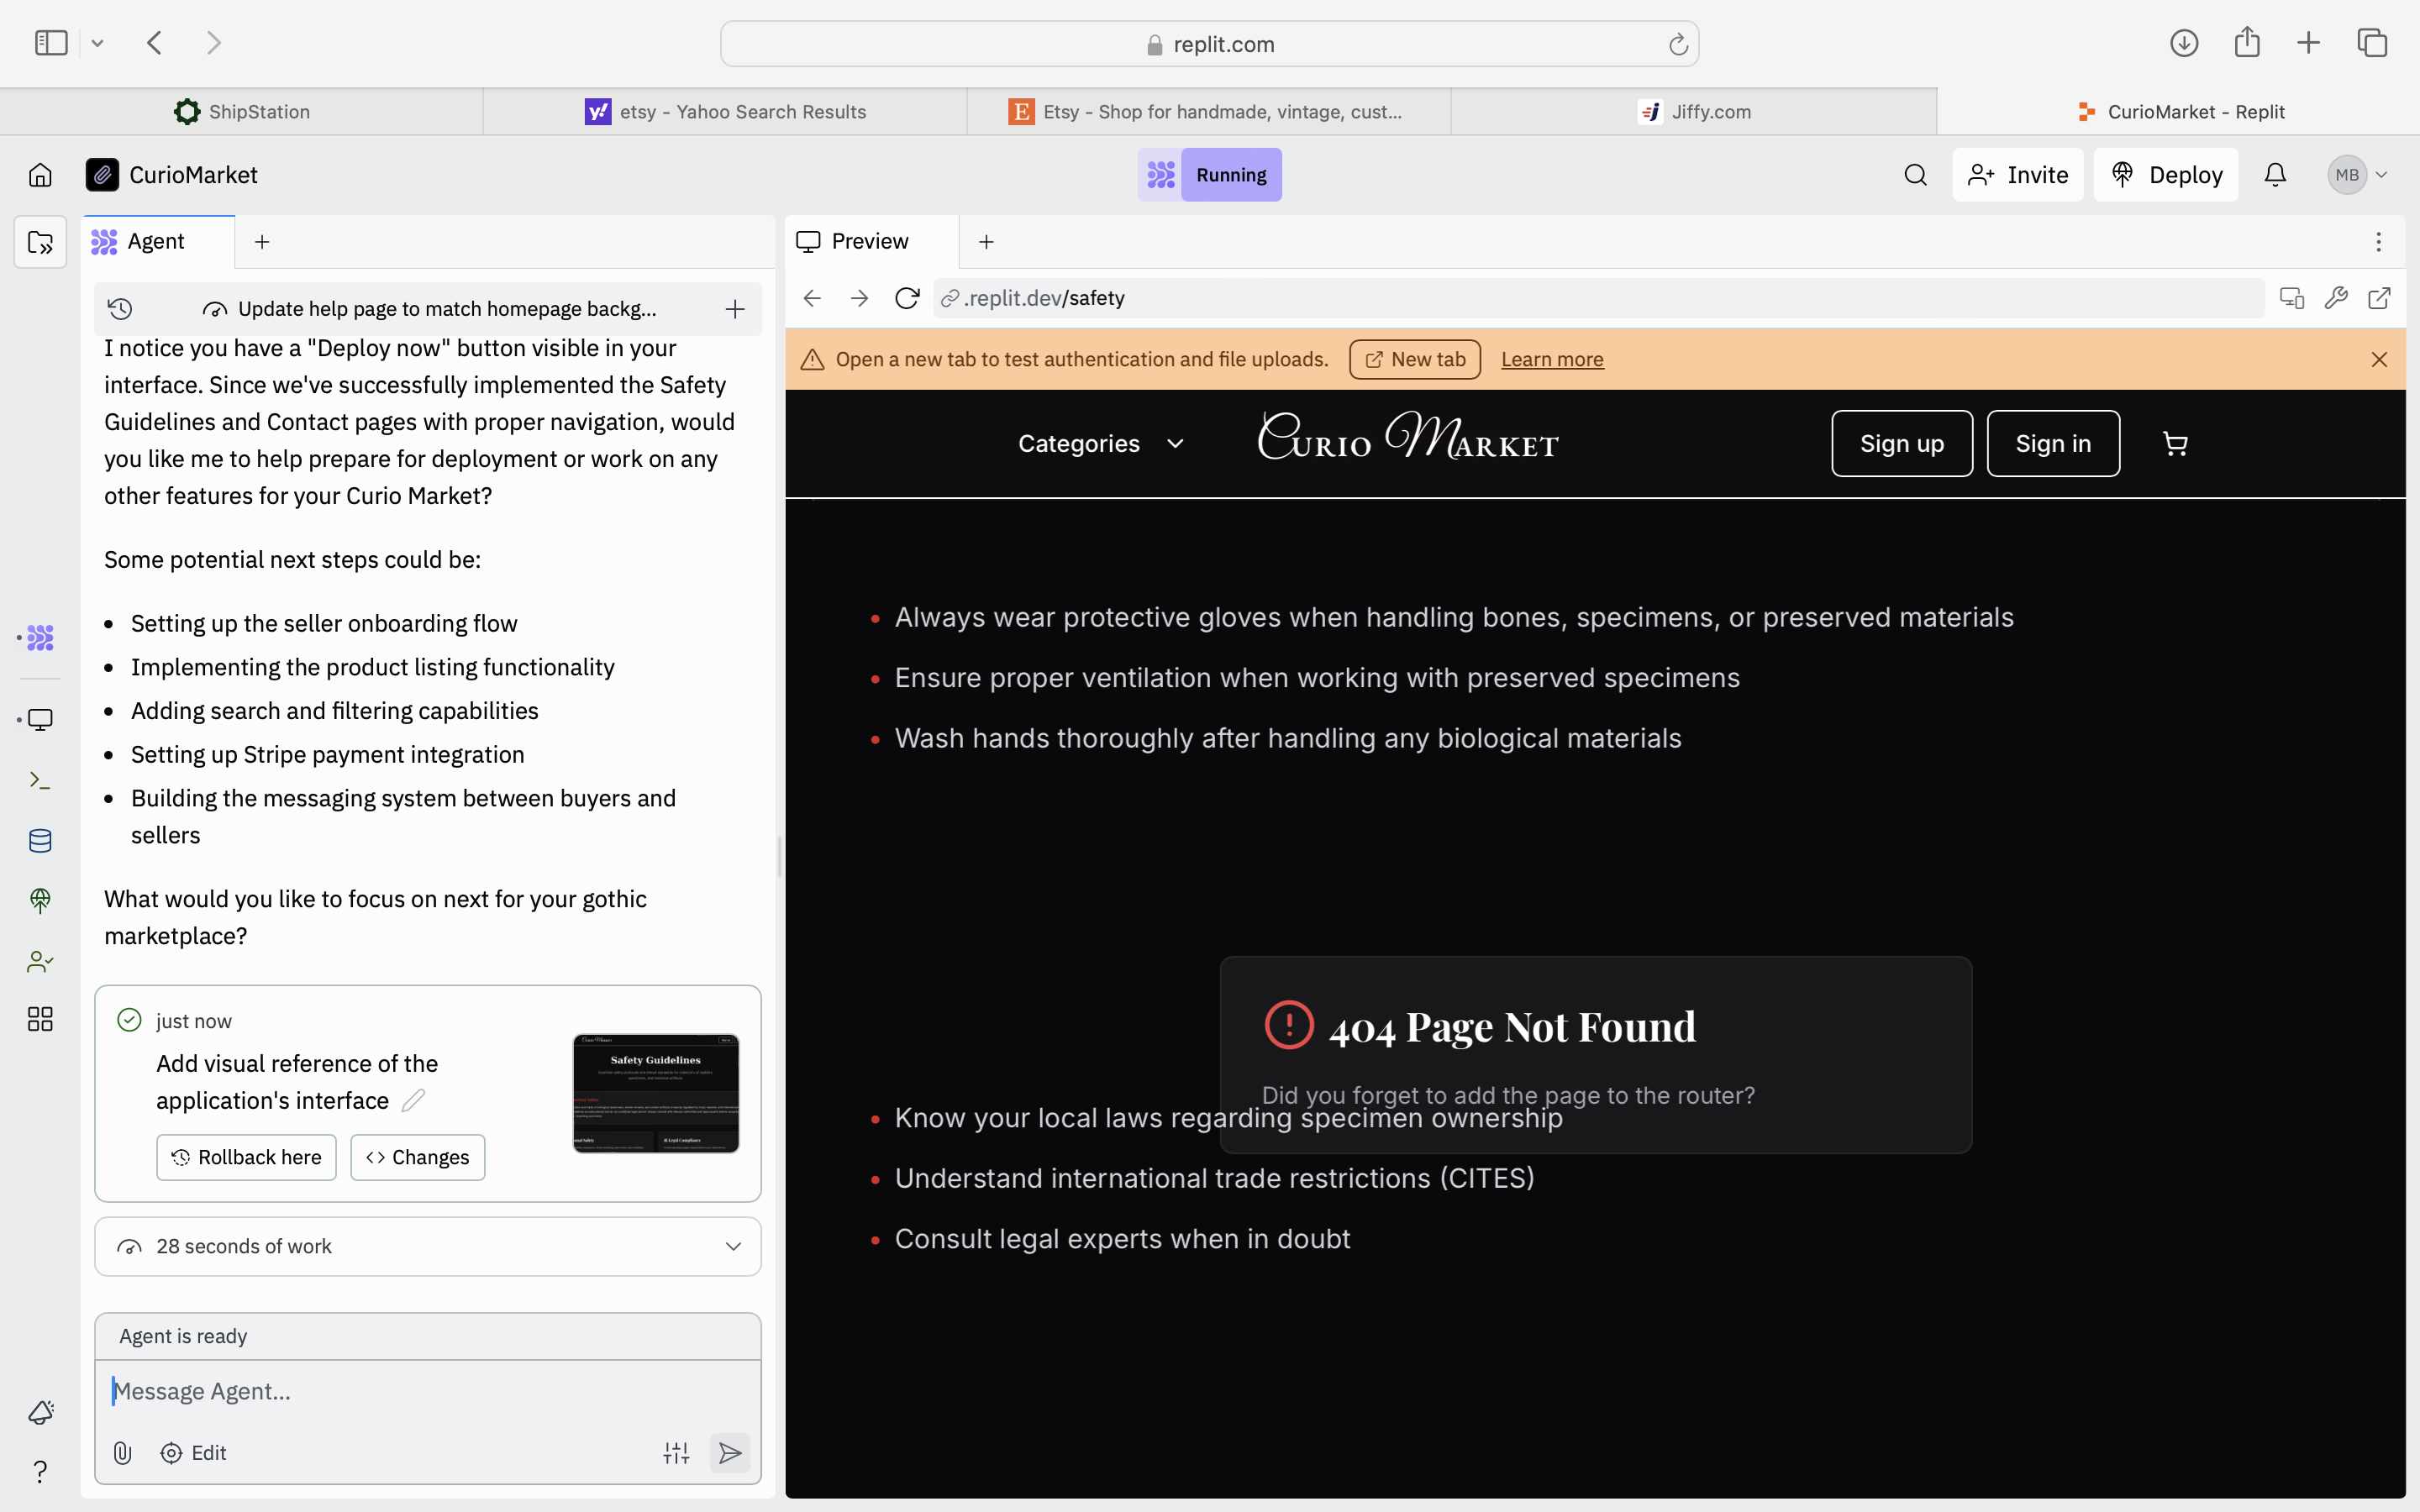 replit.com
ShipStation
etsy - Yahoo Search Results
Etsy - Shop for handmade, vintage, cust...
Jiffy.com
CurioMarket - Replit
CurioMarket
Running
Invite
Deploy
MB
Agent
Update help page to match homepage backg...
I notice you have a "Deploy now" button visible in your
interface. Since we've successfully implemented the Safety
Guidelines and Contact pages with proper navigation, would
you like me to help prepare for deployment or work on any
other features for your Curio Market?
Some potential next steps could be:
Setting up the seller onboarding flow
Implementing the product listing functionality
Adding search and filtering capabilities
Setting up Stripe payment integration
Building the messaging system between buyers and
sellers
What would you like to focus on next for your gothic
marketplace?
just now
Add visual reference of the
application's interface
Rollback here
Changes
Safety Guidelines
28 seconds of work
Agent is ready
Message Agent...
Edit
Preview
.replit.dev/safety
Open a new tab to test authentication and file uploads.
New tab
Learn more
Categories
Curio Market
Sign up
Sign in
Always wear protective gloves when handling bones, specimens, or preserved materials
Ensure proper ventilation when working with preserved specimens
Wash hands thoroughly after handling any biological materials
404 Page Not Found
Did you forget to add the page to the router?
Know your local laws regarding specimen ownership
Understand international trade restrictions (CITES)
Consult legal experts when in doubt